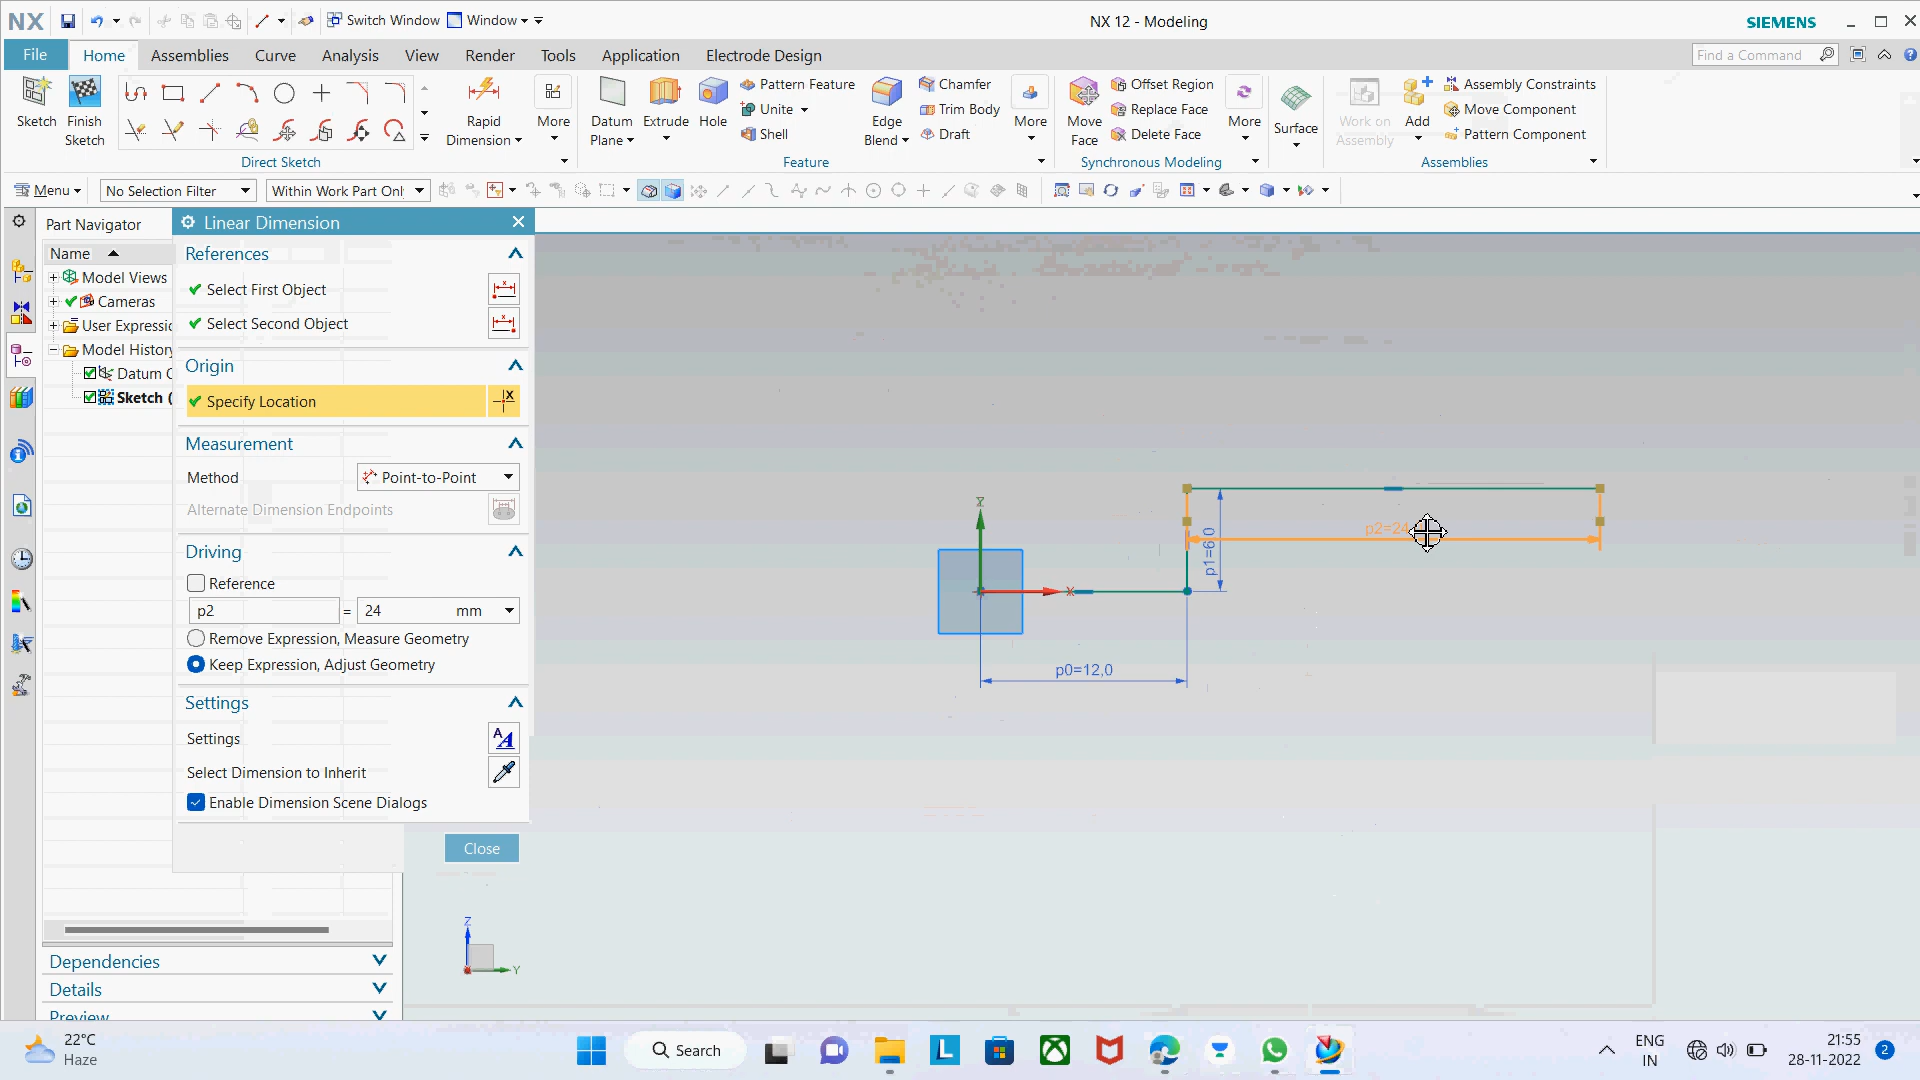 NX Switch Window Window NX 12 - Modeling SIEMENS
File Home Assemblies Curve Analysis View Render Tools Application Electrode Design Find a Command
Sketch Finish Sketch Rapid Dimension More Datum Plane Extrude Hole Pattern Feature Unite Shell Edge Blend Chamfer Trim Body Draft More Move Face Offset Region Replace Face Delete Face More Surface Work on Assembly Add Assembly Constraints Move Component Pattern Component
Direct Sketch Feature Synchronous Modeling Assemblies
Menu No Selection Filter Within Work Part Onl
Part Navigator
Name
Model Views
Cameras
User Expressi
Model History
Datum C
Sketch (
Dependencies
Details
Preview
Linear Dimension
References
Select First Object
Select Second Object
Origin
Specify Location
Measurement
Method Point-to-Point
Alternate Dimension Endpoints
Driving
Reference
p2 = 24 mm
Remove Expression, Measure Geometry
Keep Expression, Adjust Geometry
Settings
Settings
Select Dimension to Inherit
Enable Dimension Scene Dialogs
Close
p2=24
p1=6,0
p0=12,0
Z
Y
22°C
Haze
Search
ENG
IN
21:55
28-11-2022
2